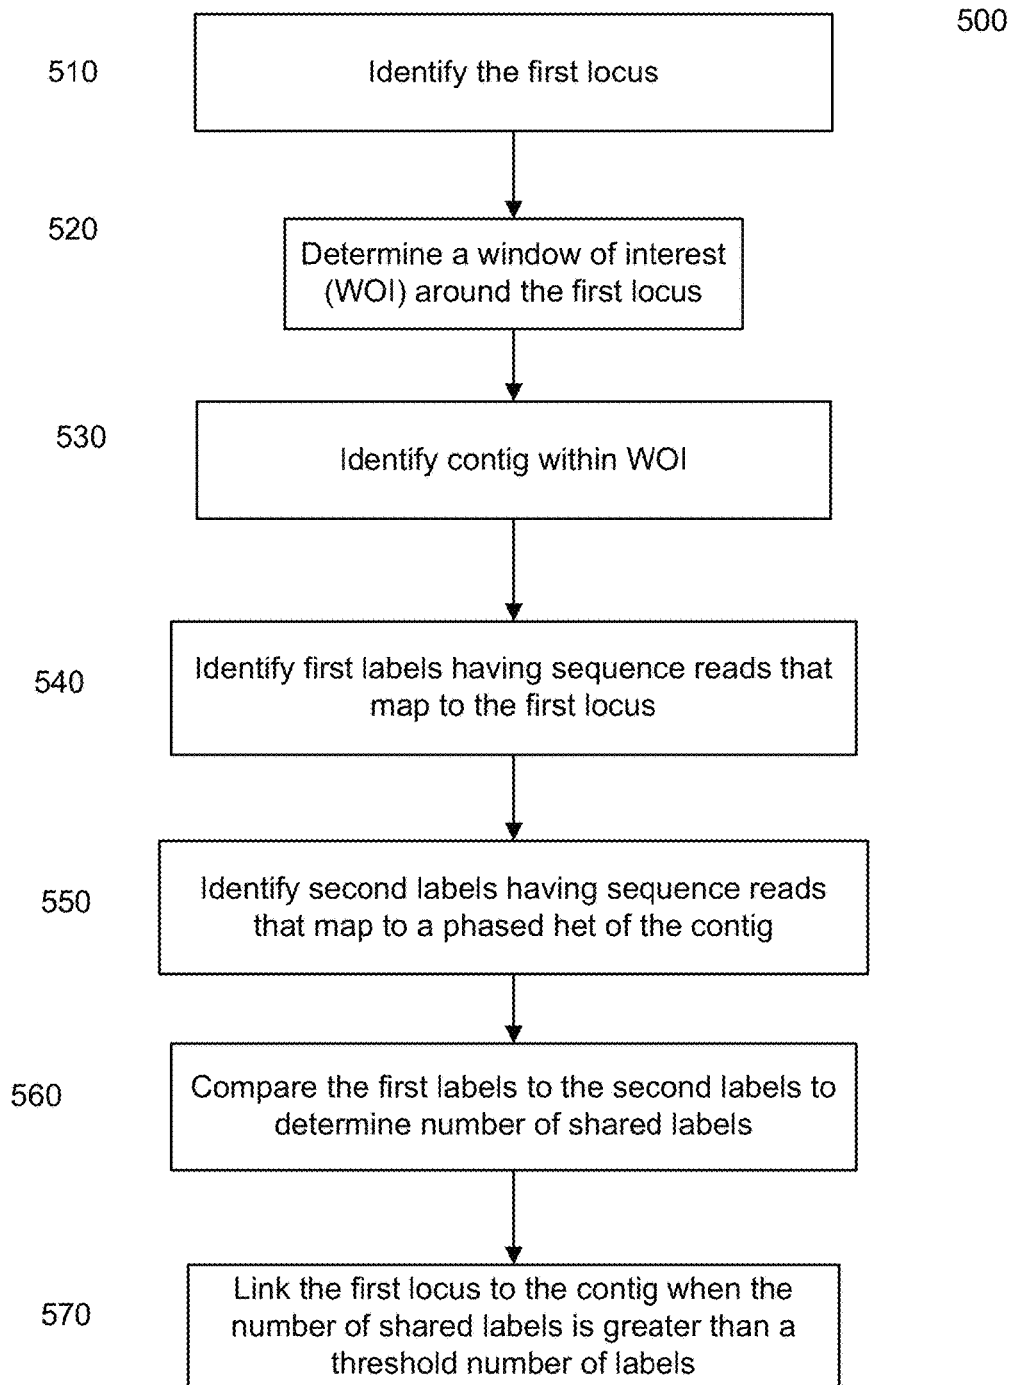 500
510
Identify the first locus
520
Determine a window of interest
(WOI) around the first locus
530
Identify contig within WOI
540
Identify first labels having sequence reads that
map to the first locus
550
Identify second labels having sequence reads
that map to a phased het of the contig
560
Compare the first labels to the second labels to
determine number of shared labels
570
Link the first locus to the contig when the
number of shared labels is greater than a
threshold number of labels